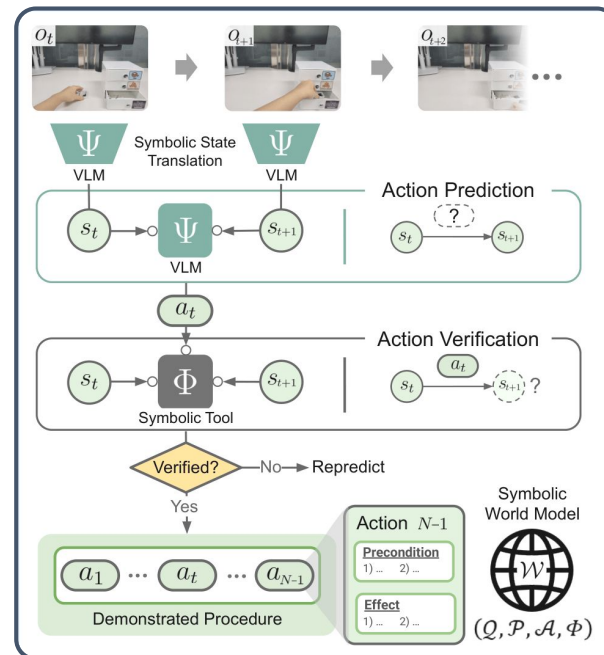 o_t
o_{t+1}
o_{t+2}
...
Ψ
Symbolic State
Translation
Ψ
VLM
VLM
Action Prediction
s_t
Ψ
s_{t+1}
VLM
?
s_t
s_{t+1}
a_t
Action Verification
s_t
Φ
s_{t+1}
Symbolic Tool
a_t
s_t
s_{t+1}
?
Verified?
No
Repredict
Yes
a_1 ... a_t ... a_{N-1}
Demonstrated Procedure
Action N-1
Precondition
1) ... 2) ...
Effect
1) ... 2) ...
Symbolic
World Model
𝒲
(𝒬, 𝒫, 𝒜, Φ)